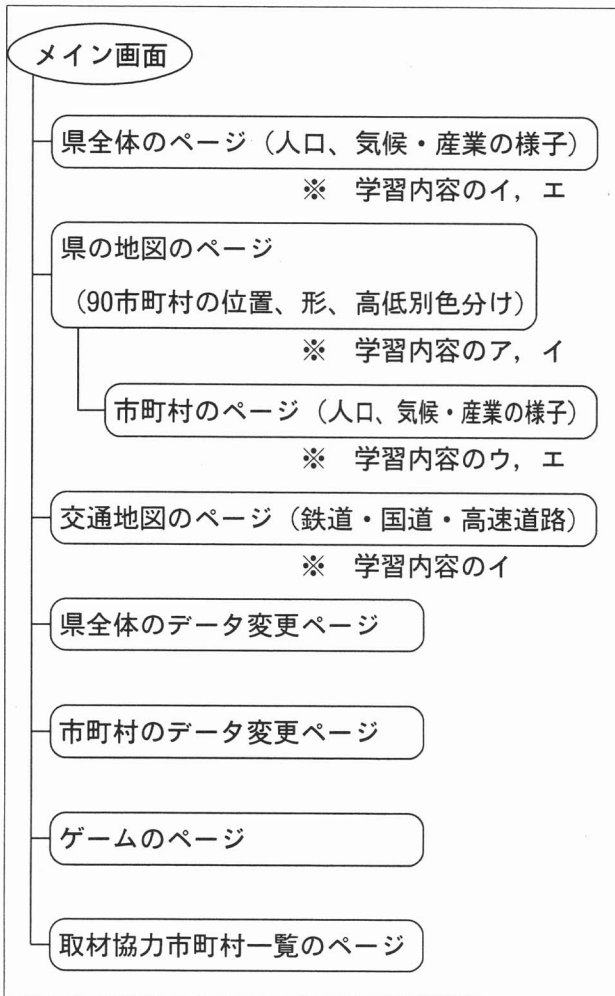 メイン画面
県全体のページ（人口、気候・産業の様子）
※　学習内容のイ，エ
県の地図のページ
（90市町村の位置、形、高低別色分け）
※　学習内容のア，イ
市町村のページ（人口、気候・産業の様子）
※　学習内容のウ，エ
交通地図のページ（鉄道・国道・高速道路）
※　学習内容のイ
県全体のデータ変更ページ
市町村のデータ変更ページ
ゲームのページ
取材協力市町村一覧のページ